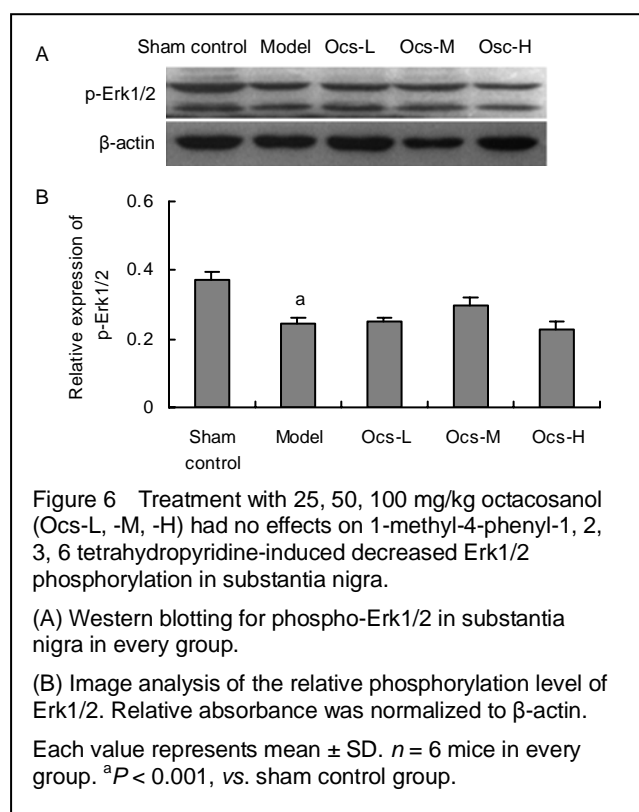 A
Sham control Model Ocs-L Ocs-M Osc-H
p-Erk1/2
β-actin
B
Relative expression of
p-Erk1/2
0.6
0.4
0.2
0
Sham
control
Model
Ocs-L
Ocs-M
Ocs-H
a
Figure 6 Treatment with 25, 50, 100 mg/kg octacosanol
(Ocs-L, -M, -H) had no effects on 1-methyl-4-phenyl-1, 2,
3, 6 tetrahydropyridine-induced decreased Erk1/2
phosphorylation in substantia nigra.
(A) Western blotting for phospho-Erk1/2 in substantia
nigra in every group.
(B) Image analysis of the relative phosphorylation level of
Erk1/2. Relative absorbance was normalized to β-actin.
Each value represents mean ± SD. n = 6 mice in every
group. ᵃP < 0.001, vs. sham control group.